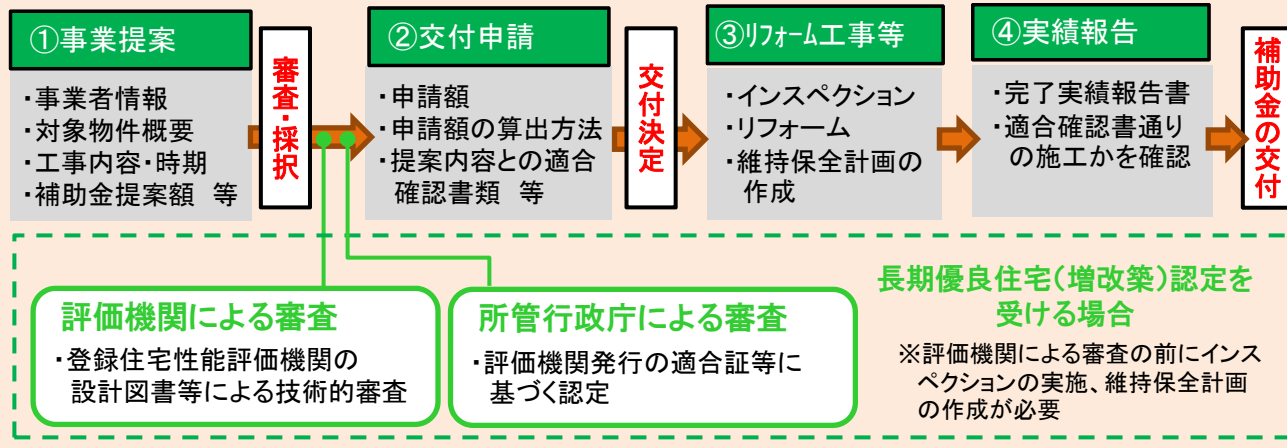 ①事業提案
・事業者情報
・対象物件概要
・工事内容・時期
・補助金提案額　等
審査・採択
②交付申請
・申請額
・申請額の算出方法
・提案内容との適合
確認書類　等
交付決定
③リフォーム工事等
・インスペクション
・リフォーム
・維持保全計画の
作成
④実績報告
・完了実績報告書
・適合確認書通り
の施工かを確認
補助金の交付
評価機関による審査
・登録住宅性能評価機関の
設計図書等による技術的審査
所管行政庁による審査
・評価機関発行の適合証等に
基づく認定
長期優良住宅（増改築）認定を
受ける場合
※評価機関による審査の前にインス
ペクションの実施、維持保全計画
の作成が必要